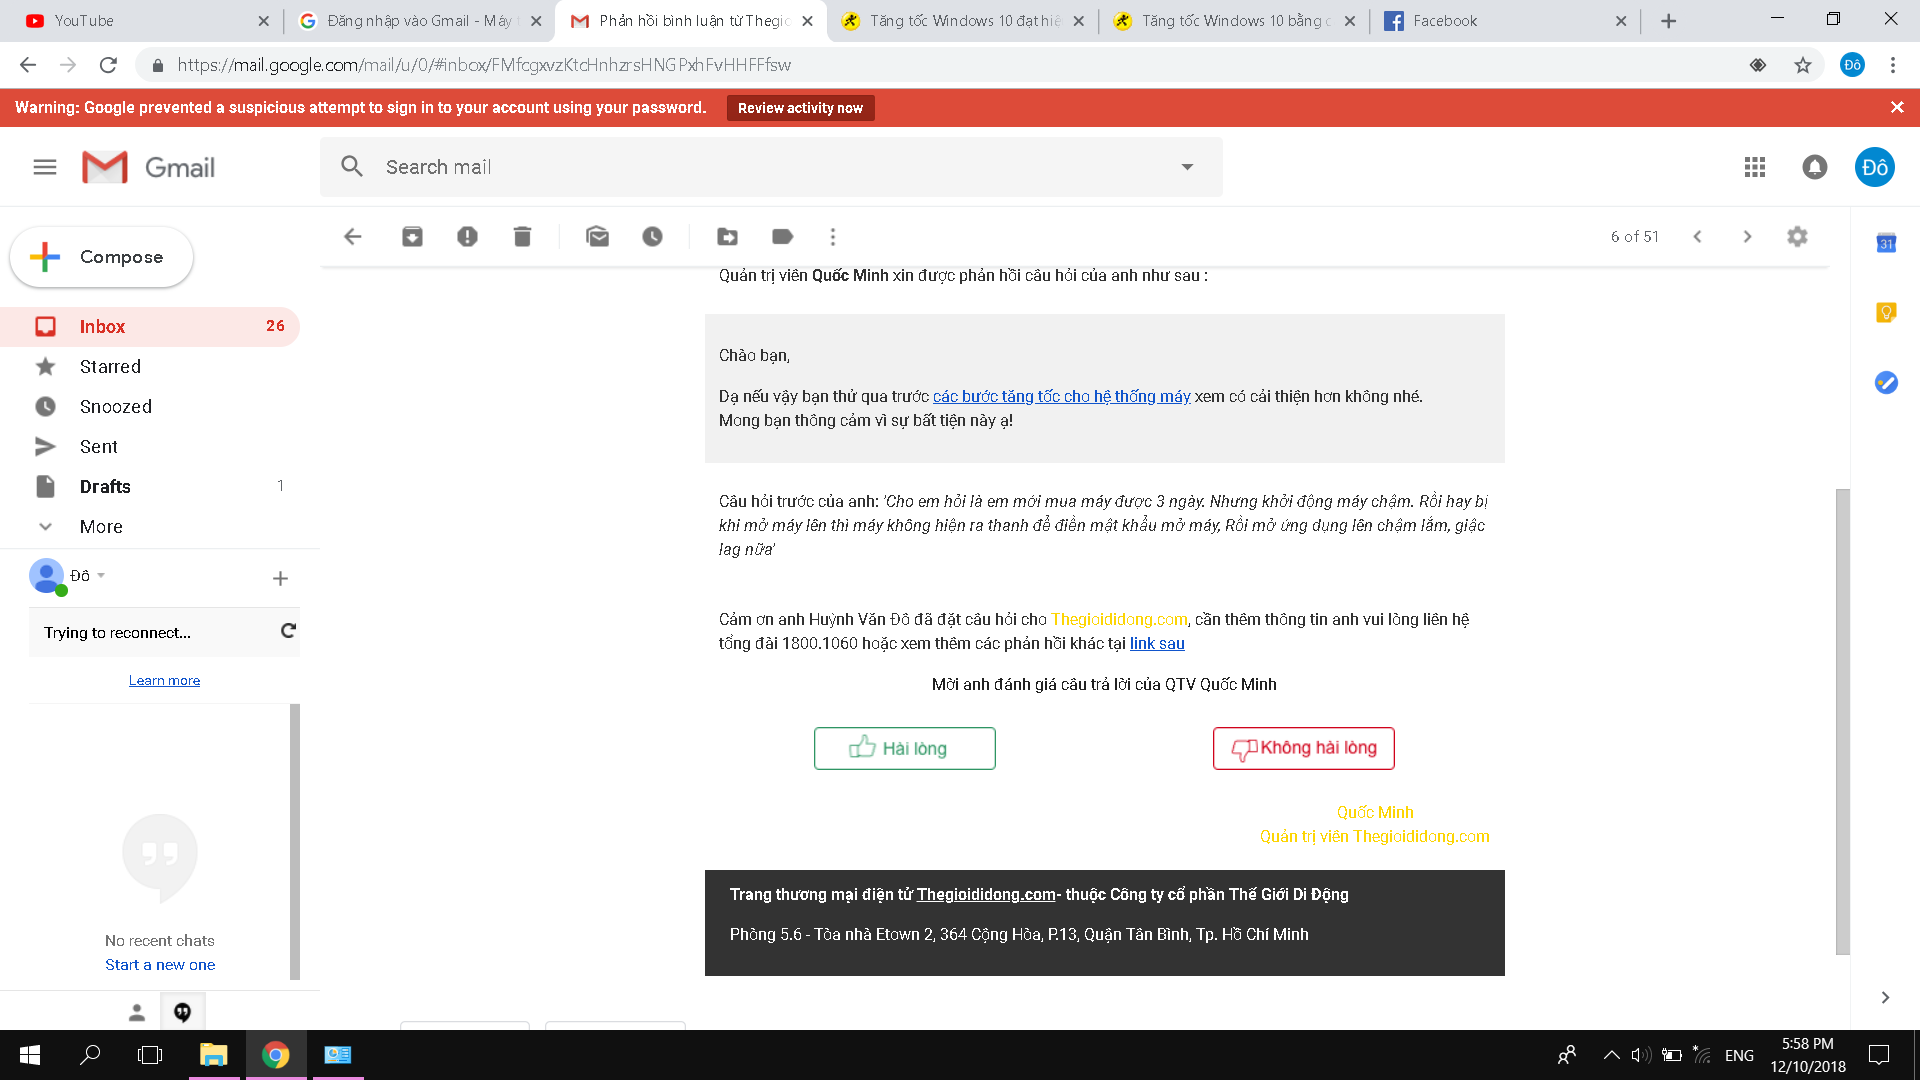 YouTube
Đăng nhập vào Gmail - Máy t
Phản hồi bình luận từ Thegio
Tăng tốc Windows 10 đạt hiệ
Tăng tốc Windows 10 bằng c
Facebook
https://mail.google.com/mail/u/0/#inbox/FMfcgxvzKtcHnhzrsHNGPxhFvHHFFfsw
Đô
Warning: Google prevented a suspicious attempt to sign in to your account using your password.
Review activity now
Gmail
Search mail
Đô
Compose
6 of 51
31
Inbox 26
Starred
Snoozed
Sent
Drafts 1
More
Đô
Trying to reconnect...
Learn more
No recent chats
Start a new one
Quản trị viên Quốc Minh xin được phản hồi câu hỏi của anh như sau :
Chào bạn,
Dạ nếu vậy bạn thử qua trước các bước tăng tốc cho hệ thống máy xem có cải thiện hơn không nhé.
Mong bạn thông cảm vì sự bất tiện này ạ!
Câu hỏi trước của anh: 'Cho em hỏi là em mới mua máy được 3 ngày. Nhưng khởi động máy chậm. Rồi hay bị
khi mở máy lên thì máy không hiện ra thanh để điền mật khẩu mở máy, Rồi mở ứng dụng lên chậm lắm, giậc
lag nữa'
Cảm ơn anh Huỳnh Văn Đô đã đặt câu hỏi cho Thegioididong.com, cần thêm thông tin anh vui lòng liên hệ
tổng đài 1800.1060 hoặc xem thêm các phản hồi khác tại link sau
Mời anh đánh giá câu trả lời của QTV Quốc Minh
Hài lòng
Không hài lòng
Quốc Minh
Quản trị viên Thegioididong.com
Trang thương mại điện tử Thegioididong.com- thuộc Công ty cổ phần Thế Giới Di Động
Phòng 5.6 - Tòa nhà Etown 2, 364 Cộng Hòa, P.13, Quận Tân Bình, Tp. Hồ Chí Minh
ENG
5:58 PM
12/10/2018